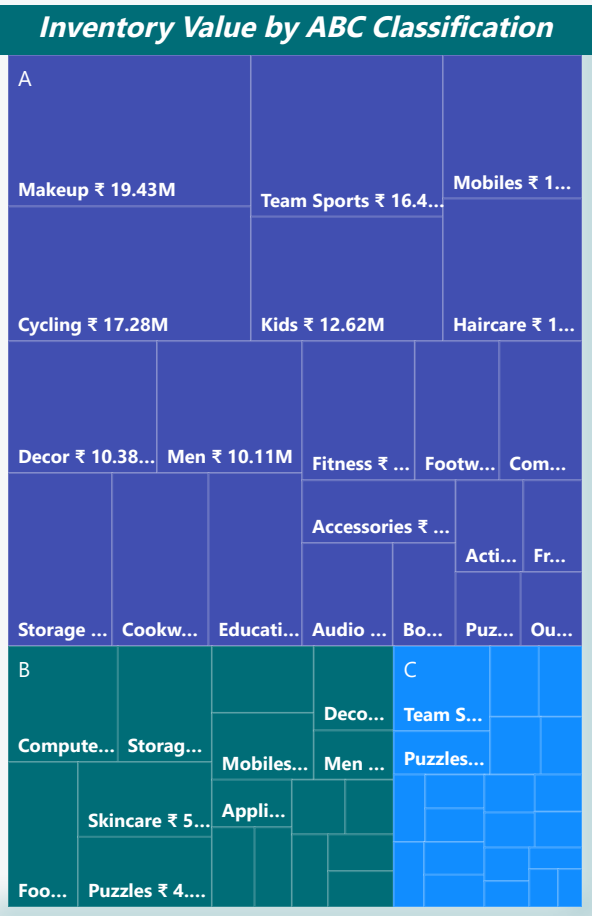 Inventory Value by ABC Classification
A
Makeup ₹ 19.43M
Team Sports ₹ 16.4...
Mobiles ₹ 1...
Cycling ₹ 17.28M
Kids ₹ 12.62M
Haircare ₹ 1...
Decor ₹ 10.38...
Men ₹ 10.11M
Fitness ₹ ...
Footw...
Com...
Accessories ₹ ...
Acti...
Fr...
Storage ...
Cookw...
Educati...
Audio ...
Bo...
Puz...
Ou...
B
Compute...
Storag...
Deco...
Mobiles...
Men ...
Skincare ₹ 5...
Appli...
Foo...
Puzzles ₹ 4....
C
Team S...
Puzzles...